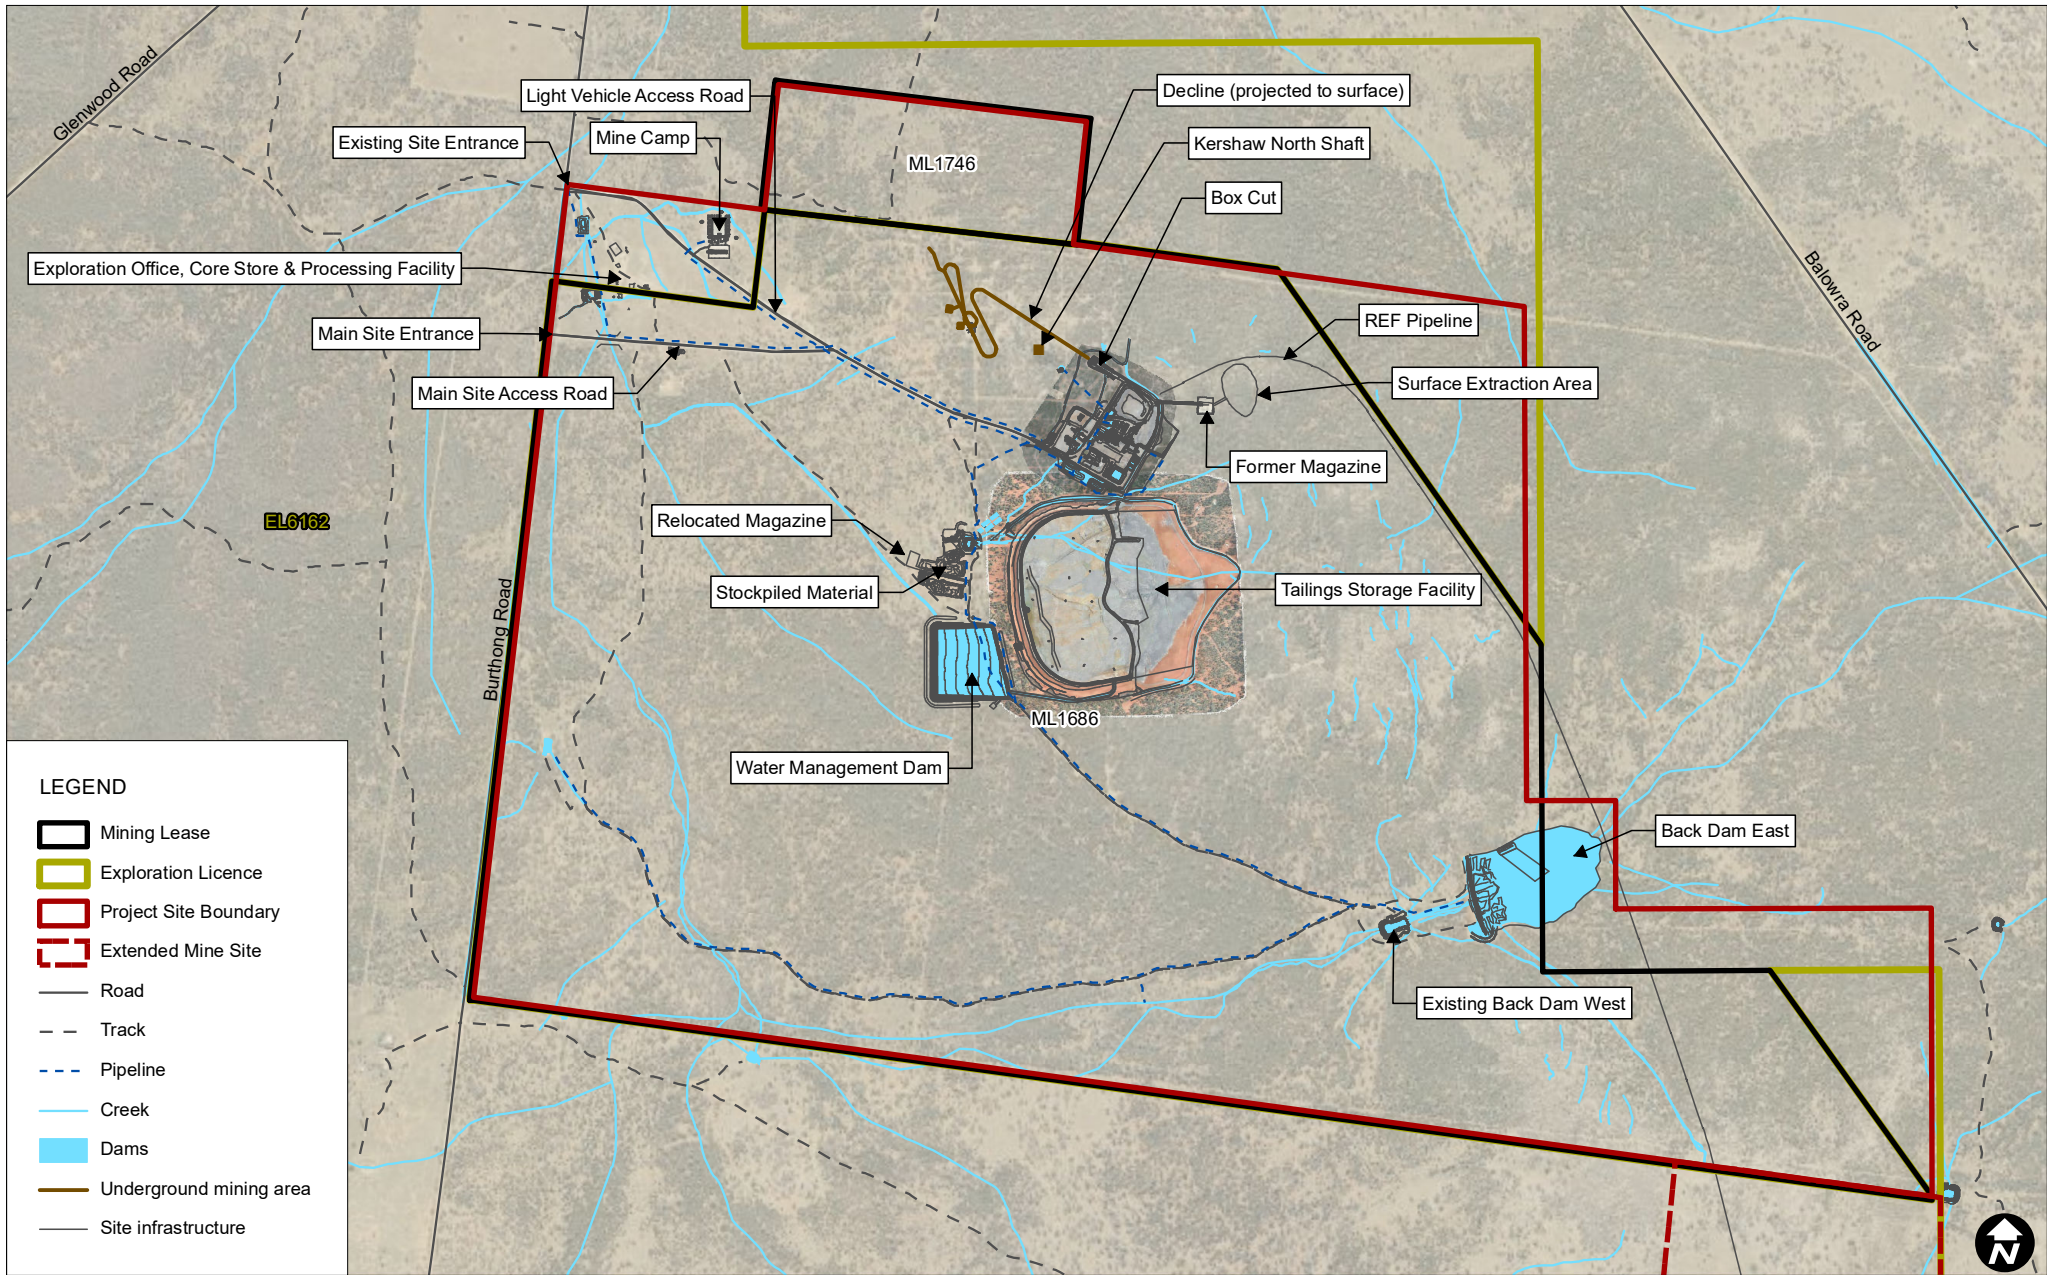 Glenwood Road
Light Vehicle Access Road
Decline (projected to surface)
Existing Site Entrance
Mine Camp
Kershaw North Shaft
ML1746
Box Cut
Exploration Office, Core Store & Processing Facility
Balowra Road
Main Site Entrance
REF Pipeline
Main Site Access Road
Surface Extraction Area
Former Magazine
EL6162
Relocated Magazine
Stockpiled Material
Tailings Storage Facility
Burthong Road
ML1686
Water Management Dam
Back Dam East
Existing Back Dam West
LEGEND
Mining Lease
Exploration Licence
Project Site Boundary
Extended Mine Site
Road
Track
Pipeline
Creek
Dams
Underground mining area
Site infrastructure
N